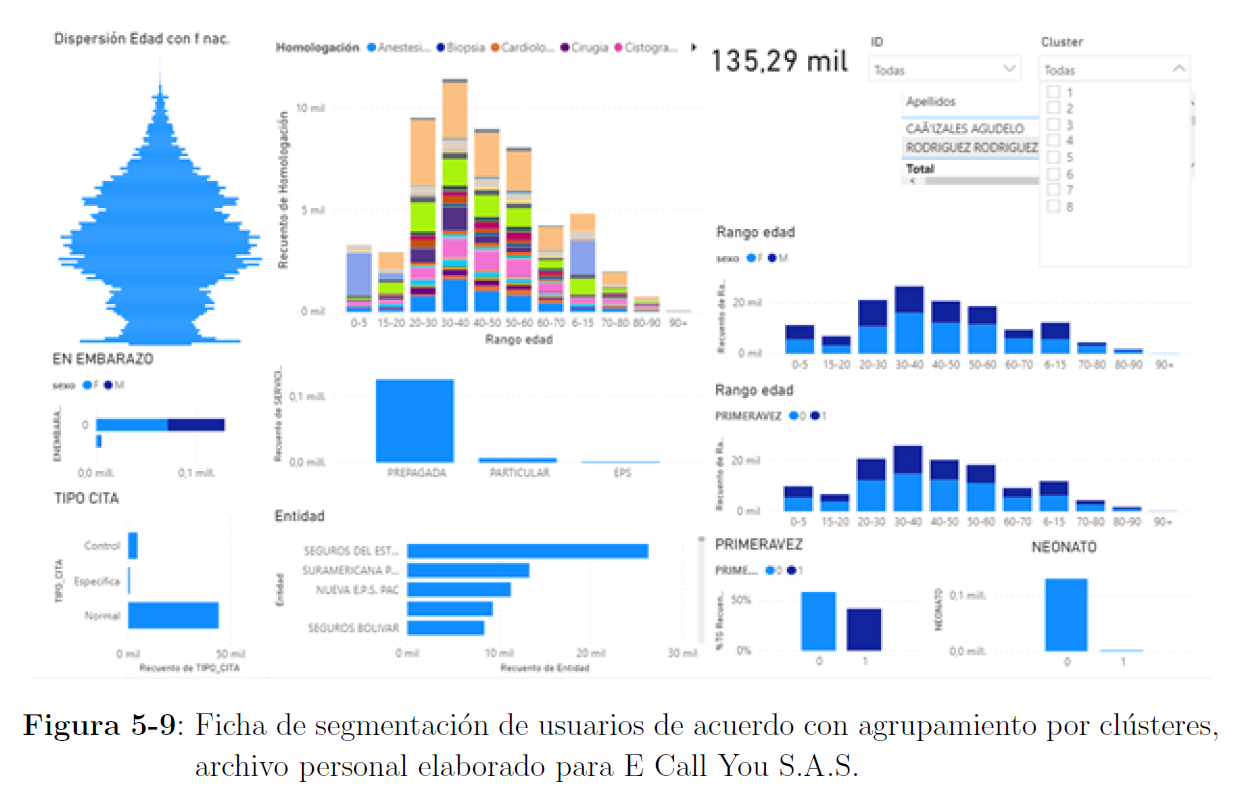 Dispersión Edad con f nac.
Homologación Anestesi... Biopsia Cardiolo... Cirugia Cistogra...
Recuento de Homologación
10 mil
5 mil
0 mil
0-5 15-20 20-30 30-40 40-50 50-60 60-70 6-15 70-80 80-90 90+
Rango edad
135,29 mil
ID
Todas
Cluster
Todas
1
2
3
4
5
6
7
8
Apellidos
CAÃ'IZALES AGUDELO
RODRIGUEZ RODRIGUEZ
Total
Rango edad
sexo F M
Recuento de Ra...
20 mil
0 mil
0-5 15-20 20-30 30-40 40-50 50-60 60-70 6-15 70-80 80-90 90+
EN EMBARAZO
sexo F M
ENEMBARA...
0
0,0 mill. 0,1 mill.
Recuento de SERVICI...
0,1 mill.
0,0 mill.
PREPAGADA PARTICULAR EPS
Rango edad
PRIMERAVEZ 0 1
Recuento de Ra...
20 mil
0 mil
0-5 15-20 20-30 30-40 40-50 50-60 60-70 6-15 70-80 80-90 90+
TIPO CITA
TIPO_CITA
Control
Especifica
Normal
0 mil 50 mil
Recuento de TIPO_CITA
Entidad
Entidad
SEGUROS DEL EST...
SURAMERICANA P...
NUEVA E.P.S. PAC
SEGUROS BOLIVAR
0 mil 10 mil 20 mil 30 mil
Recuento de Entidad
PRIMERAVEZ
PRIME... 0 1
%TG Recuen...
50%
0%
0 1
NEONATO
NEONATO
0,1 mill.
0,0 mill.
0 1
Figura 5-9: Ficha de segmentación de usuarios de acuerdo con agrupamiento por clústeres,
archivo personal elaborado para E Call You S.A.S.